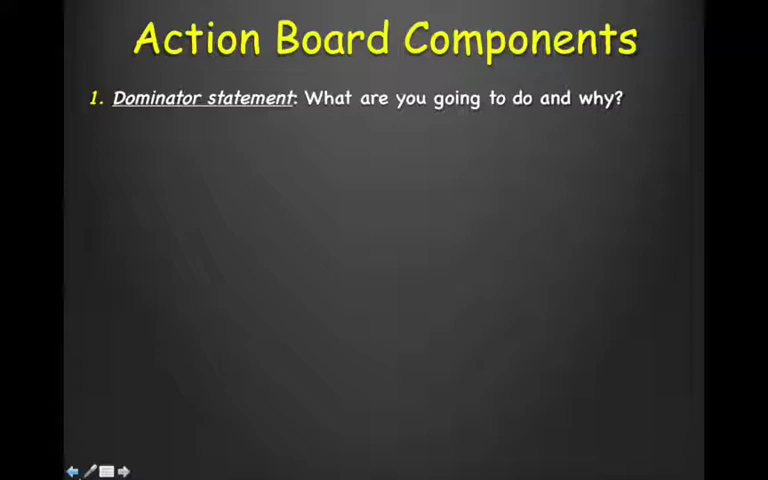 Action Board Components
1. Dominator statement: What are you going to do and why?